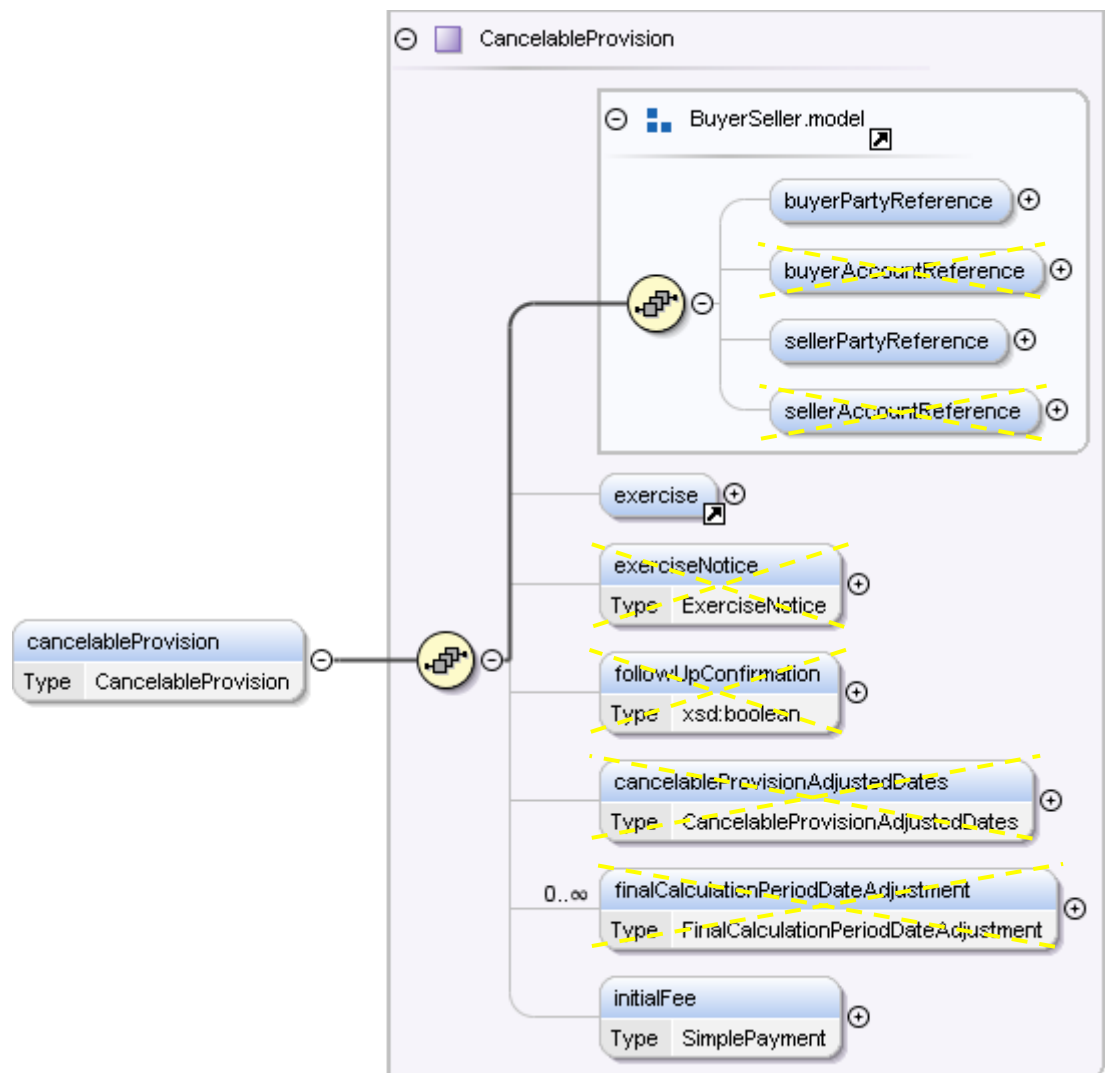 CancelableProvision
BuyerSeller.model
buyerPartyReference
buyerAccountReference
sellerPartyReference
sellerAccountReference
exercise
exerciseNotice
Type ExerciseNotice
cancelableProvision
Type CancelableProvision
followUpConfirmation
Type xsd:boolean
cancelableProvisionAdjustedDates
Type CancelableProvisionAdjustedDates
0..∞
finalCalculationPeriodDateAdjustment
Type FinalCalculationPeriodDateAdjustment
initialFee
Type SimplePayment